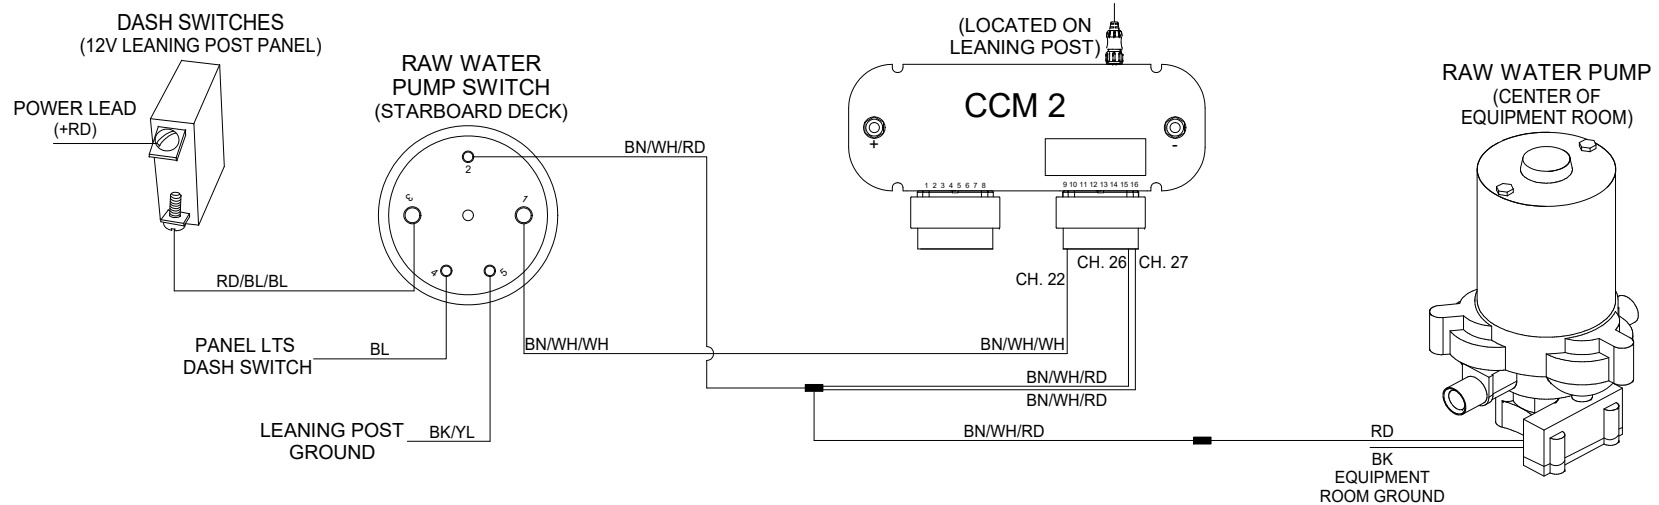 DASH SWITCHES
(12V LEANING POST PANEL)
POWER LEAD
(+RD)
RAW WATER
PUMP SWITCH
(STARBOARD DECK)
2
3
1
4
5
RD/BL/BL
PANEL LTS
DASH SWITCH
BL
LEANING POST
GROUND
BK/YL
BN/WH/RD
BN/WH/WH
(LOCATED ON
LEANING POST)
CCM 2
+
-
1 2 3 4 5 6 7 8
9 10 11 12 13 14 15 16
CH. 22
CH. 26
CH. 27
BN/WH/WH
BN/WH/RD
BN/WH/RD
BN/WH/RD
RAW WATER PUMP
(CENTER OF
EQUIPMENT ROOM)
RD
BK
EQUIPMENT
ROOM GROUND